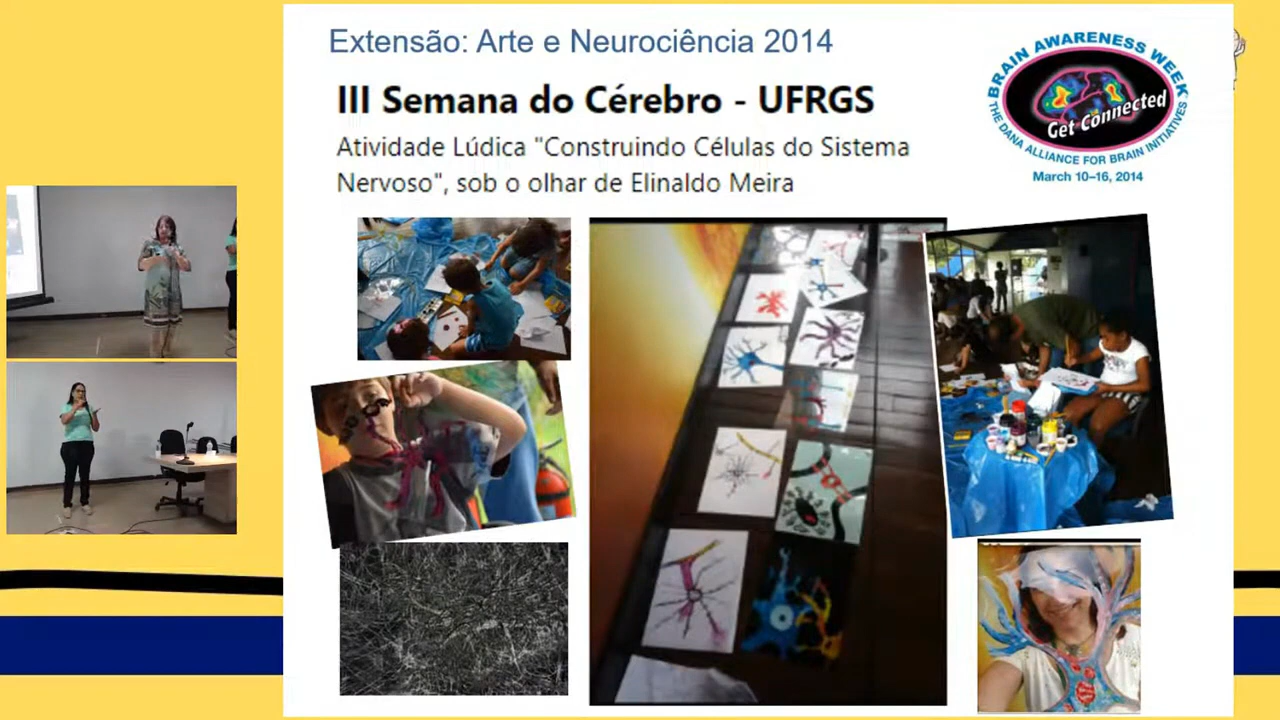 Extensão: Arte e Neurociência 2014
III Semana do Cérebro - UFRGS
Atividade Lúdica "Construindo Células do Sistema
Nervoso", sob o olhar de Elinaldo Meira
BRAIN AWARENESS WEEK
Get Connected
THE DANA ALLIANCE FOR BRAIN INITIATIVES
March 10–16, 2014